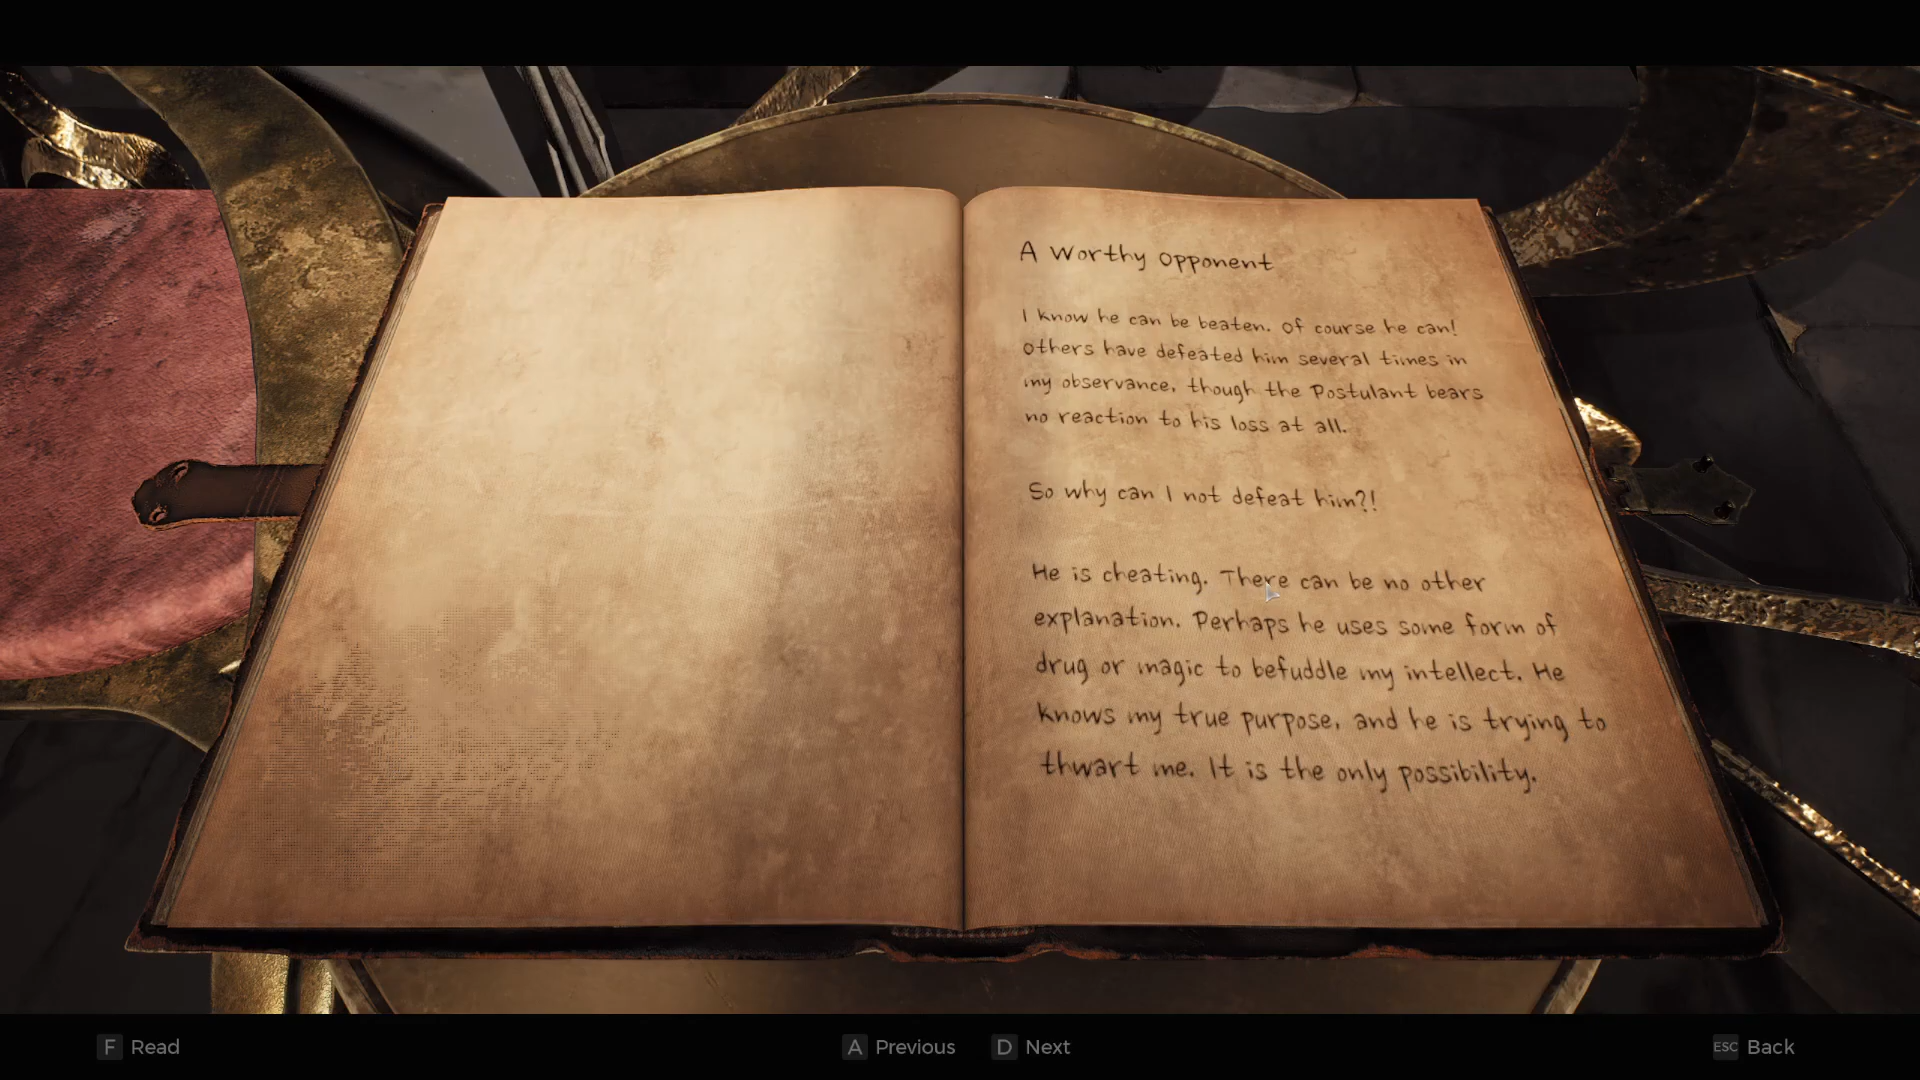 A Worthy Opponent
I know he can be beaten. Of course he can!
Others have defeated him several times in
my observance, though the Postulant bears
no reaction to his loss at all.
So why can I not defeat him?!
He is cheating. There can be no other
explanation. Perhaps he uses some form of
drug or magic to befuddle my intellect. He
knows my true purpose, and he is trying to
thwart me. It is the only possibility.
F Read
A Previous
D Next
ESC Back